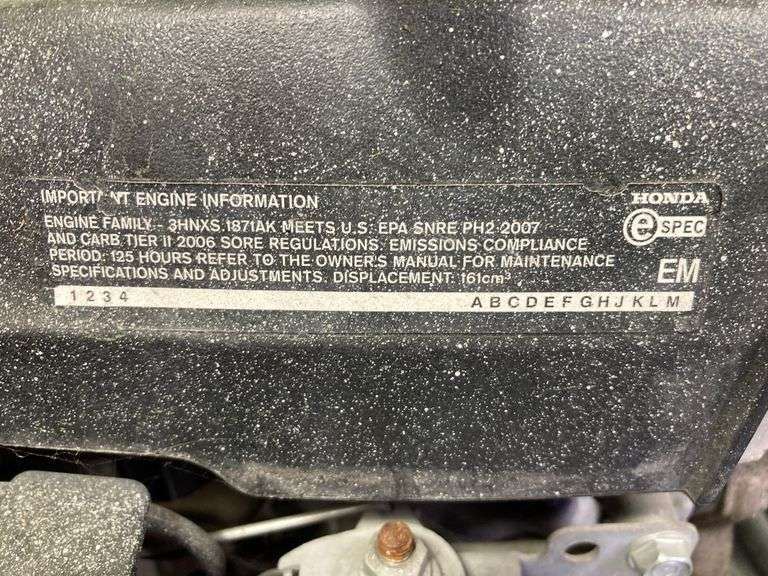 IMPORTANT ENGINE INFORMATION
ENGINE FAMILY - 3HNXS.1871AK MEETS U.S: EPA SNRE PH2 2007
AND CARB TIER II 2006 SORE REGULATIONS. EMISSIONS COMPLIANCE
PERIOD: 125 HOURS REFER TO THE OWNER'S MANUAL FOR MAINTENANCE
SPECIFICATIONS AND ADJUSTMENTS. DISPLACEMENT: 161cm³
HONDA
e SPEC
EM
1 2 3 4 A B C D E F G H J K L M